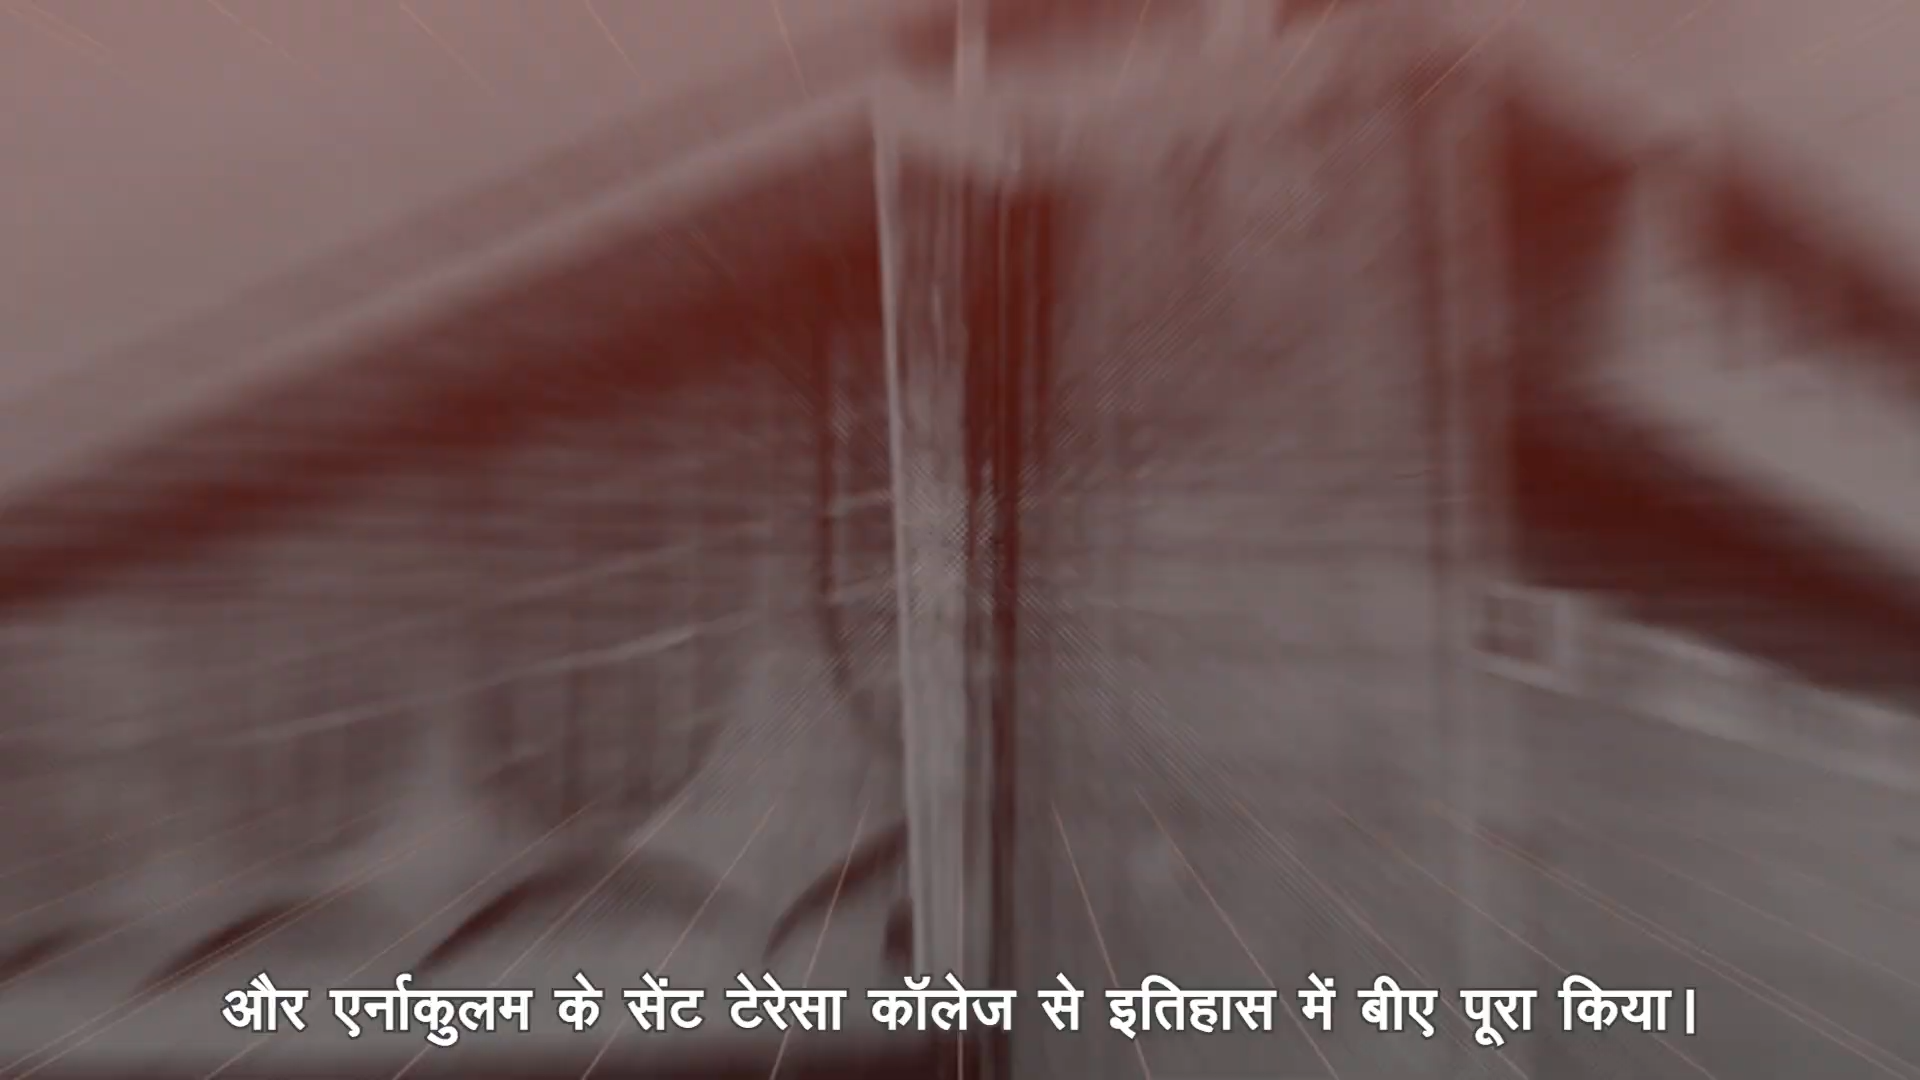 और एर्नाकुलम के सेंट टेरेसा कॉलेज से इतिहास में बीए पूरा किया।